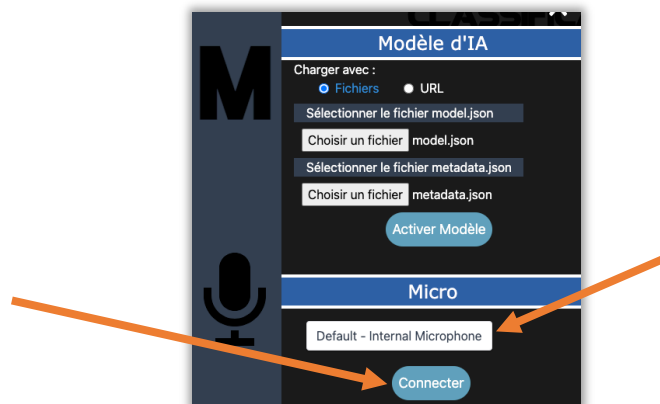 CLASSIFIC
M
Modèle d'IA
Charger avec :
Fichiers URL
Sélectionner le fichier model.json
Choisir un fichier model.json
Sélectionner le fichier metadata.json
Choisir un fichier metadata.json
Activer Modèle
Micro
Default - Internal Microphone
Connecter